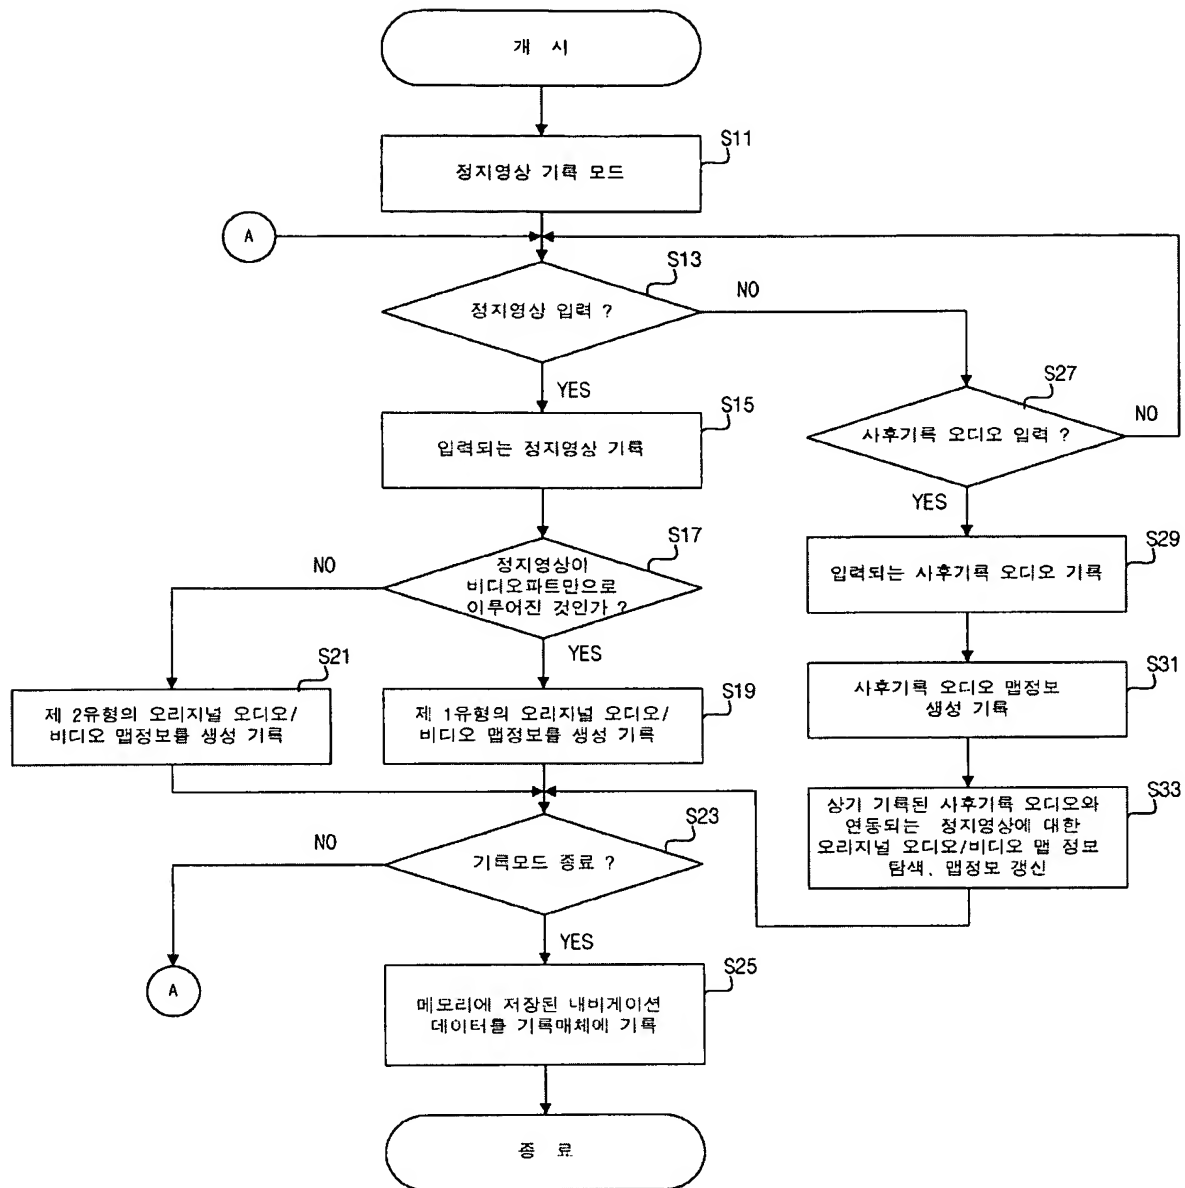 개 시
S11
정지영상 기록 모드
A
S13
정지영상 입력 ?
NO
YES
S27
사후기록 오디오 입력 ?
NO
YES
S15
입력되는 정지영상 기록
S17
정지영상이
비디오파트만으로
이루어진 것인가 ?
NO
YES
S29
입력되는 사후기록 오디오 기록
S21
제 2유형의 오리지널 오디오/
비디오 맵정보를 생성 기록
S19
제 1유형의 오리지널 오디오/
비디오 맵정보를 생성 기록
S31
사후기록 오디오 맵정보
생성 기록
S33
상기 기록된 사후기록 오디오와
연동되는 정지영상에 대한
오리지널 오디오/비디오 맵 정보
탐색, 맵정보 갱신
S23
기록모드 종료 ?
NO
YES
A
S25
메모리에 저장된 내비게이션
데이터를 기록매체에 기록
종 료